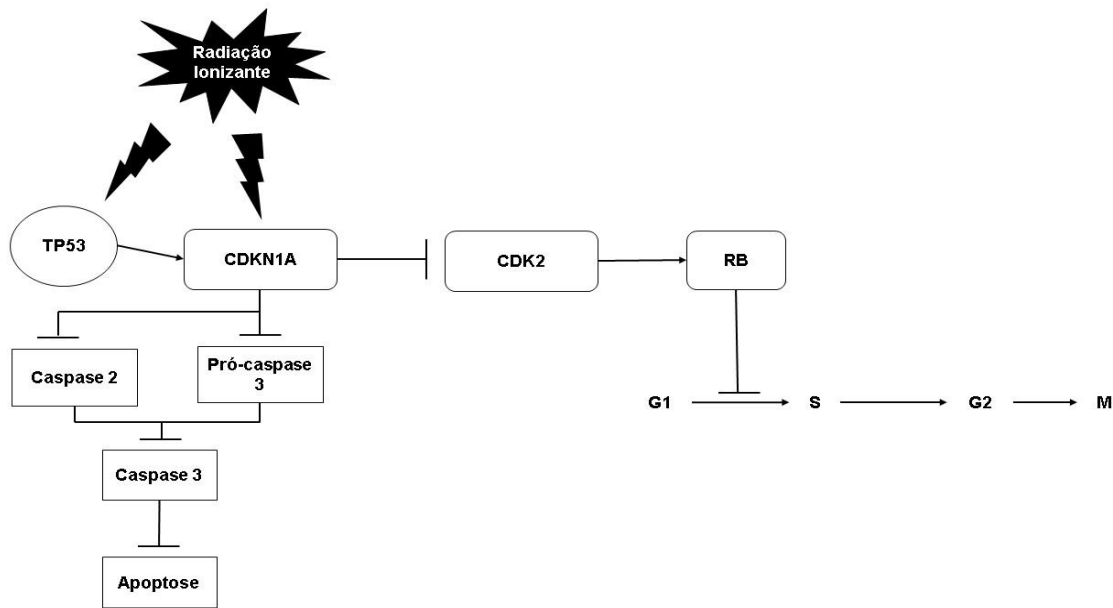 Radiação
Ionizante
TP53
CDKN1A
CDK2
RB
Caspase 2
Pró-caspase
3
G1
S
G2
M
Caspase 3
Apoptose